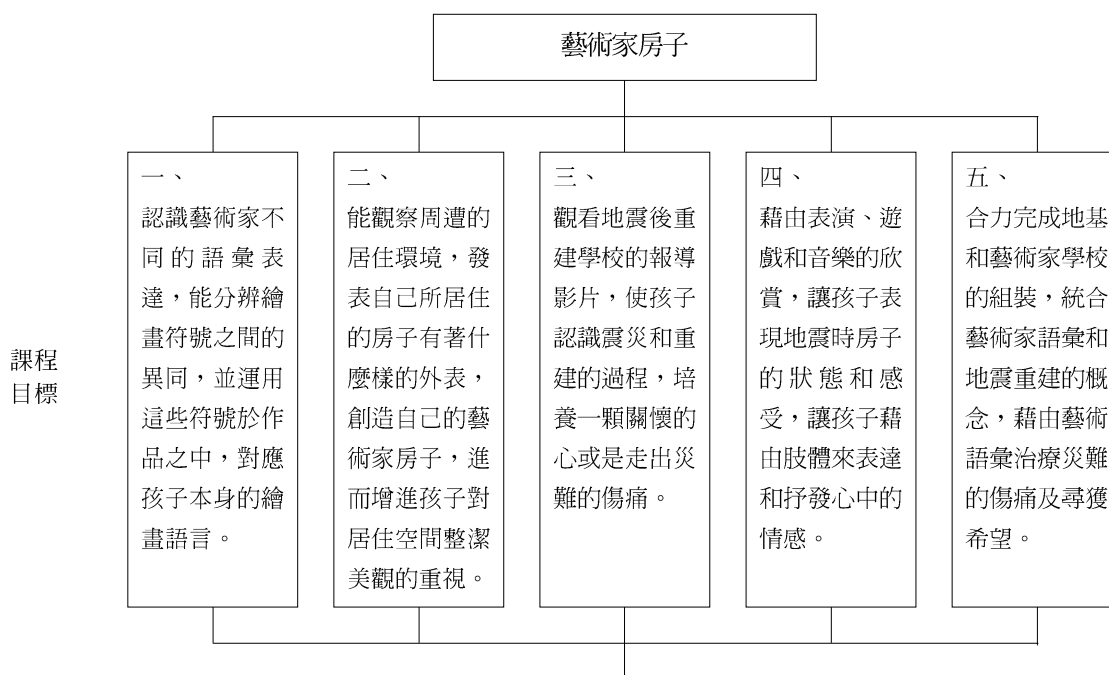 藝術家房子
課程
目標
一、
認識藝術家不
同的語彙表
達，能分辨繪
畫符號之間的
異同，並運用
這些符號於作
品之中，對應
孩子本身的繪
畫語言。
二、
能觀察周遭的
居住環境，發
表自己所居住
的房子有著什
麼樣的外表，
創造自己的藝
術家房子，進
而增進孩子對
居住空間整潔
美觀的重視。
三、
觀看地震後重
建學校的報導
影片，使孩子
認識震災和重
建的過程，培
養一顆關懷的
心或是走出災
難的傷痛。
四、
藉由表演、遊
戲和音樂的欣
賞，讓孩子表
現地震時房子
的狀態和感
受，讓孩子藉
由肢體來表達
和抒發心中的
情感。
五、
合力完成地基
和藝術家學校
的組裝，統合
藝術家語彙和
地震重建的概
念，藉由藝術
語彙治療災難
的傷痛及尋獲
希望。